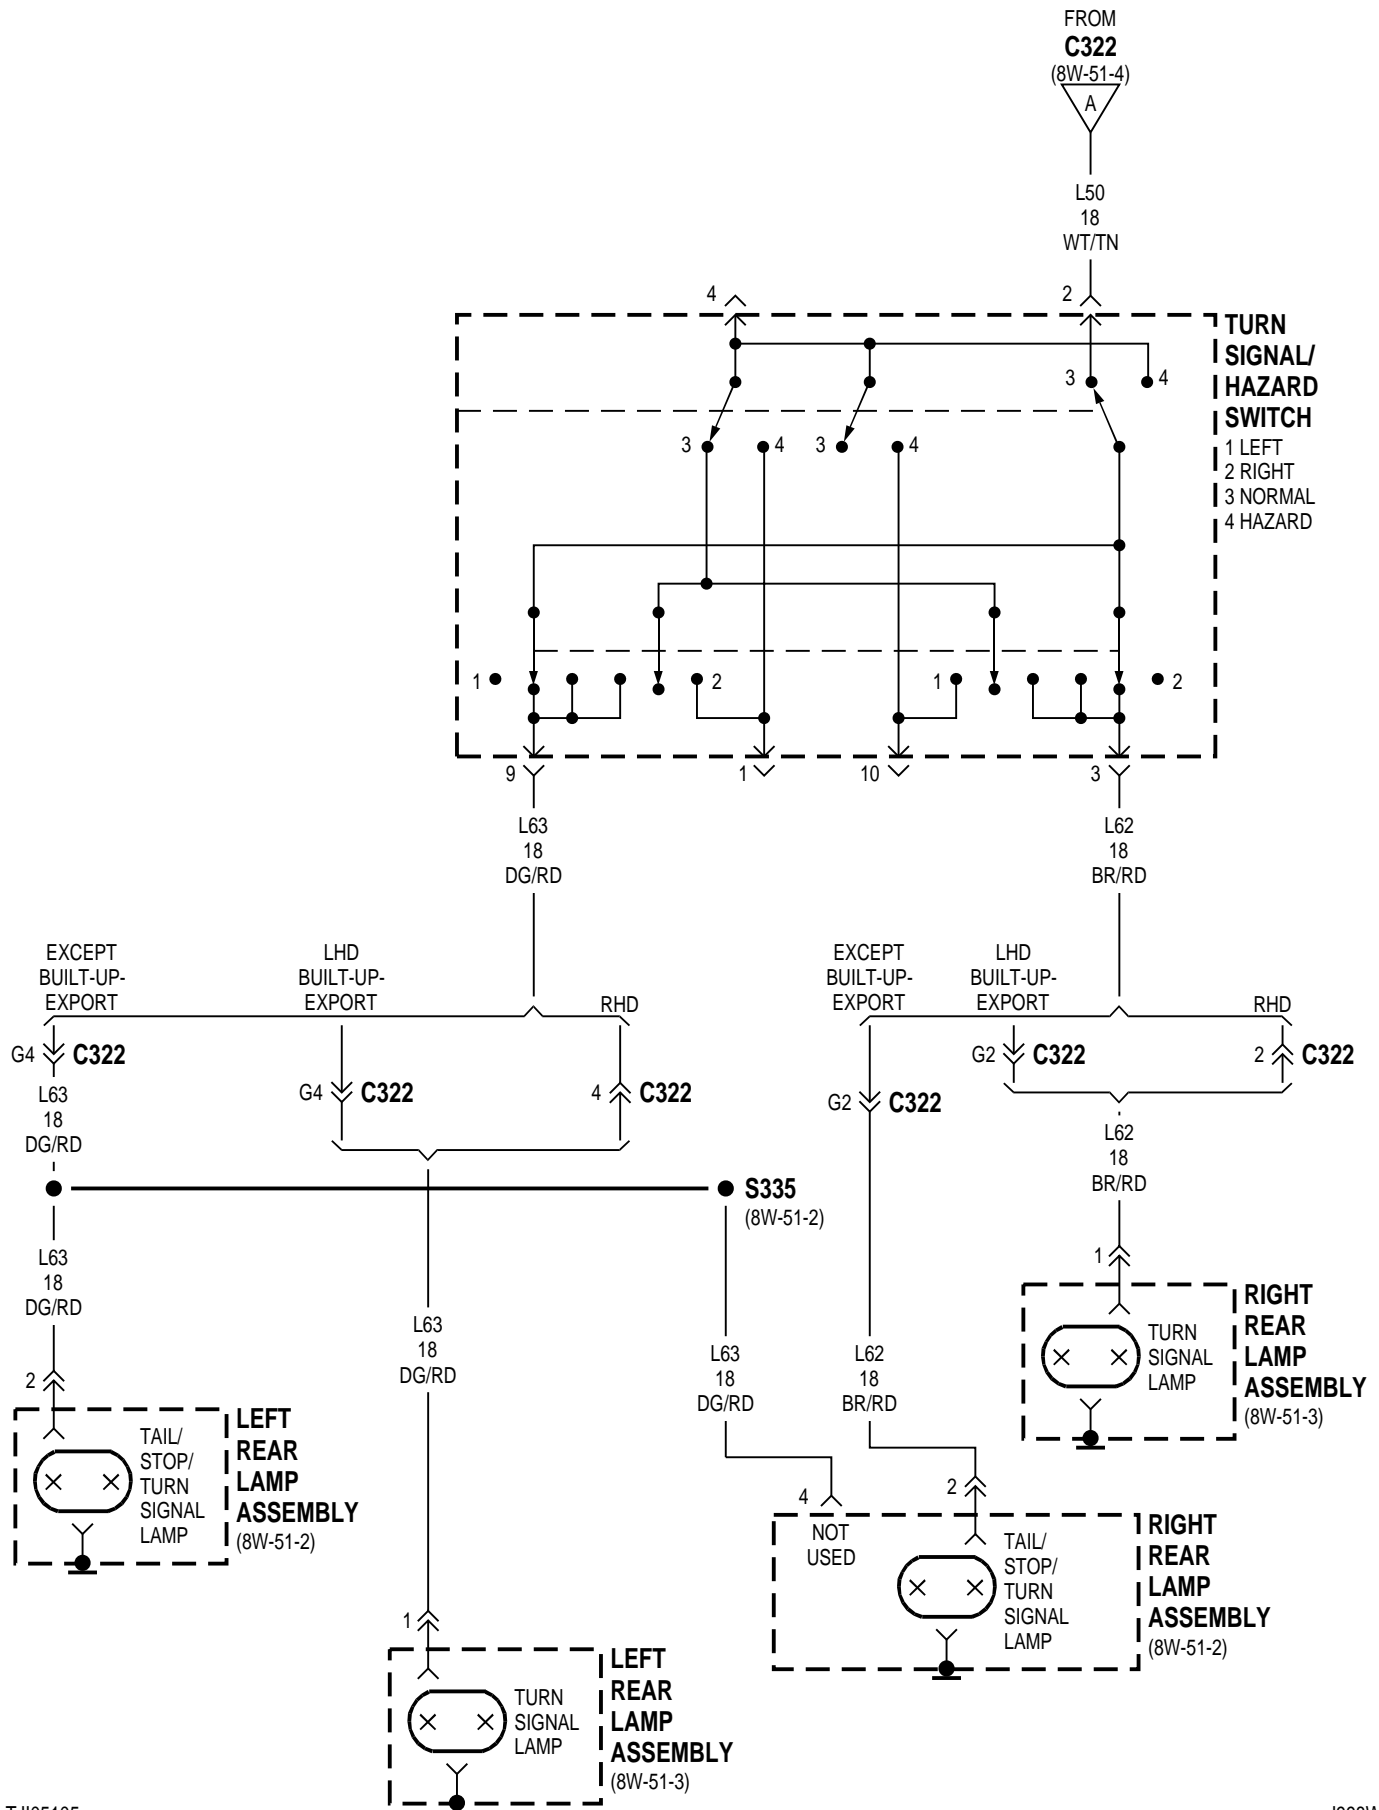 FROM
C322
(8W-51-4)
A
L50
18
WT/TN
4
2
TURN
SIGNAL/
HAZARD
SWITCH
1 LEFT
2 RIGHT
3 NORMAL
4 HAZARD
3
4
3
4
3
4
1
2
1
2
9
1
10
3
L63
18
DG/RD
L62
18
BR/RD
EXCEPT
BUILT-UP-
EXPORT
LHD
BUILT-UP-
EXPORT
RHD
EXCEPT
BUILT-UP-
EXPORT
LHD
BUILT-UP-
EXPORT
RHD
G4
C322
G2
C322
2
C322
L63
18
DG/RD
G4
C322
4
C322
G2
C322
L62
18
BR/RD
S335
(8W-51-2)
L63
18
DG/RD
1
RIGHT
REAR
LAMP
ASSEMBLY
(8W-51-3)
TURN
SIGNAL
LAMP
L63
18
DG/RD
L63
18
DG/RD
L62
18
BR/RD
2
LEFT
REAR
LAMP
ASSEMBLY
(8W-51-2)
TAIL/
STOP/
TURN
SIGNAL
LAMP
4
2
NOT
USED
TAIL/
STOP/
TURN
SIGNAL
LAMP
RIGHT
REAR
LAMP
ASSEMBLY
(8W-51-2)
1
TURN
SIGNAL
LAMP
LEFT
REAR
LAMP
ASSEMBLY
(8W-51-3)